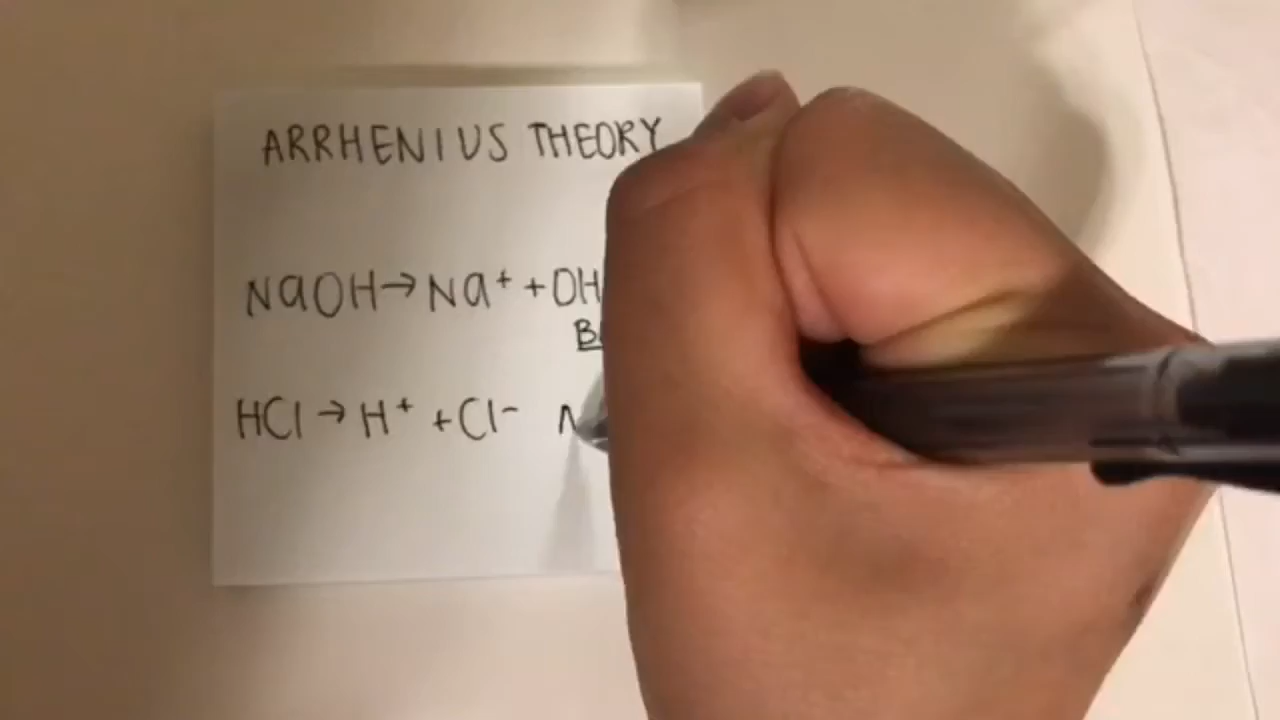 ARRHENIUS THEORY
NaOH→Na⁺ +OH
HCl → H⁺ +Cl⁻